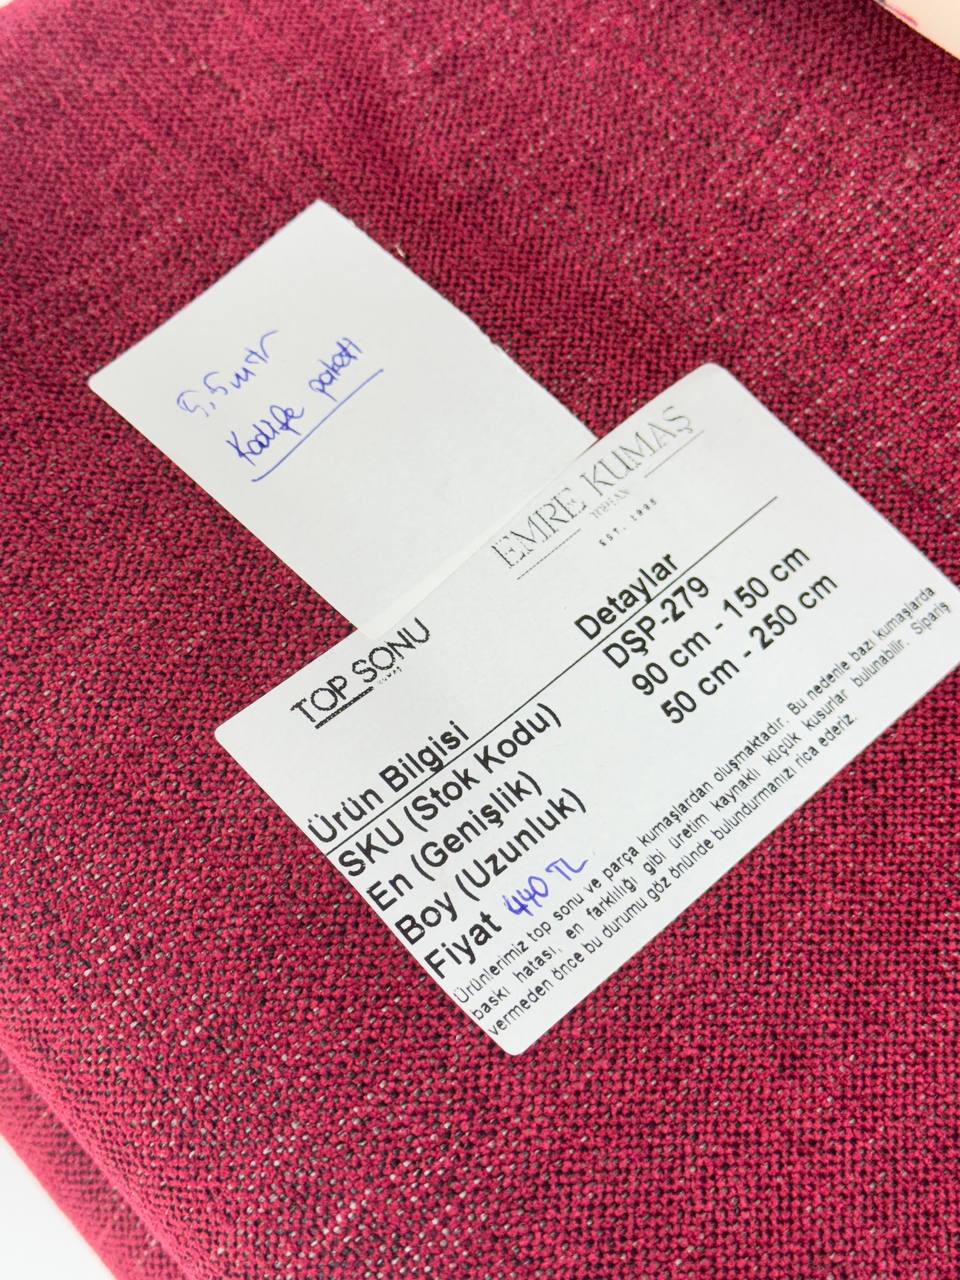 5,5 mtr
Kadife paketi
EMRE KUMAŞ
EST. 1995
TOP SONU
KUMAŞ
Ürün Bilgisi Detaylar
SKU (Stok Kodu) DŞP-279
En (Genişlik) 90 cm - 150 cm
Boy (Uzunluk) 50 cm - 250 cm
Fiyat 440 TL
Ürünlerimiz top sonu ve parça kumaşlardan oluşmaktadır. Bu nedenle bazı kumaşlarda
baskı hatası, en farklılığı gibi üretim kaynaklı küçük kusurlar bulunabilir. Sipariş
vermeden önce bu durumu göz önünde bulundurmanızı rica ederiz.